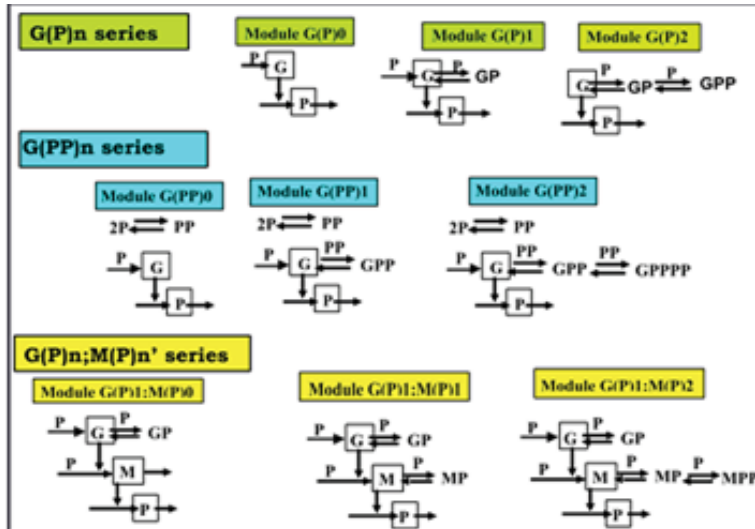 G(P)n series
Module G(P)0
Module G(P)1
Module G(P)2
P
G
P
P
G
P
GP
P
G
P
GP
P
GPP
P
G(PP)n series
Module G(PP)0
Module G(PP)1
Module G(PP)2
2P PP
P
G
P
2P PP
P
G
PP
GPP
P
2P PP
P
G
PP
GPP
PP
GPPPP
P
G(P)n;M(P)n' series
Module G(P)1:M(P)0
Module G(P)1:M(P)1
Module G(P)1:M(P)2
P
G
P
GP
P
M
P
P
G
P
GP
P
M
P
MP
P
P
G
P
GP
P
M
P
MP
P
MPP
P